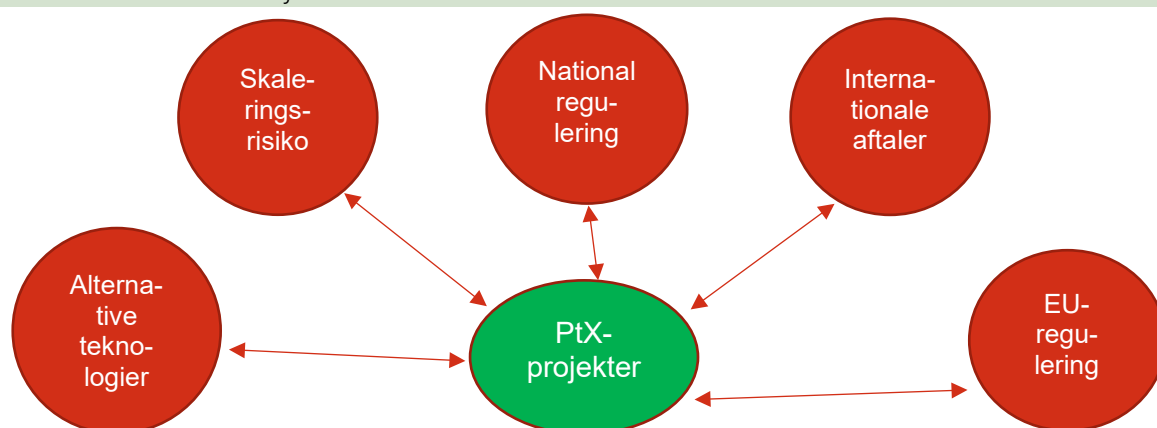 Skale-
rings-
risiko
National
regu-
lering
Interna-
tionale
aftaler
Alterna-
tive
tekno-
logier
PtX-
projekter
EU-
regu-
lering